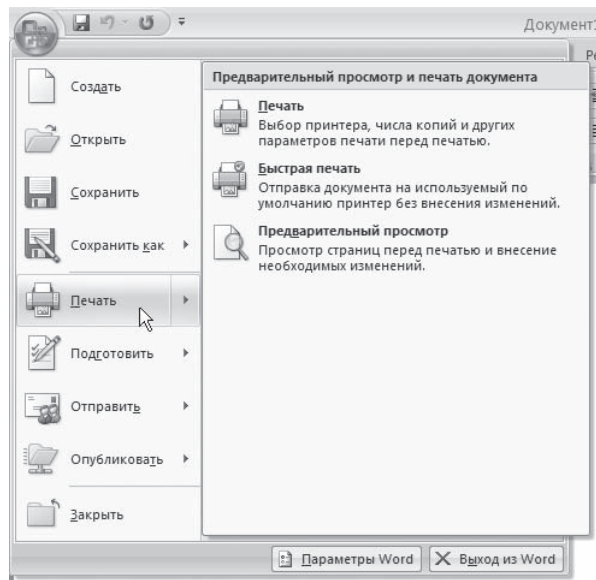 Документ1
Создать
Открыть
Сохранить
Сохранить как
Печать
Подготовить
Отправить
Опубликовать
Закрыть
Предварительный просмотр и печать документа
Печать
Выбор принтера, числа копий и других
параметров печати перед печатью.
Быстрая печать
Отправка документа на используемый по
умолчанию принтер без внесения изменений.
Предварительный просмотр
Просмотр страниц перед печатью и внесение
необходимых изменений.
Параметры Word
Выход из Word